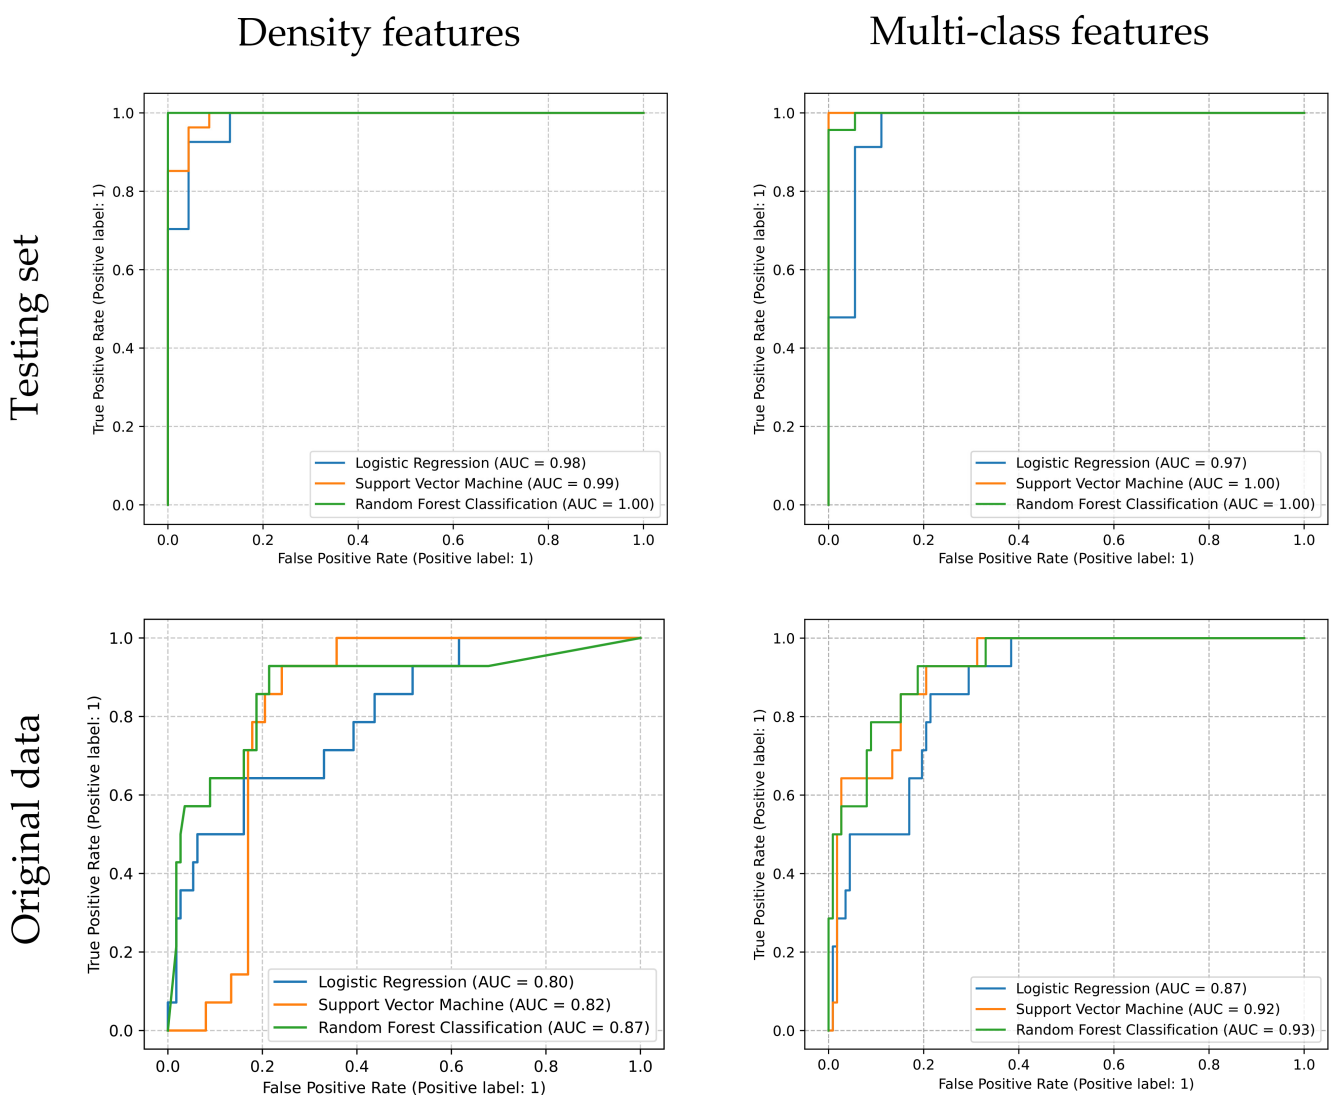 Density features
Multi-class features
Testing set
True Positive Rate (Positive label: 1)
1.0
0.8
0.6
0.4
0.2
0.0
Logistic Regression (AUC = 0.98)
Support Vector Machine (AUC = 0.99)
Random Forest Classification (AUC = 1.00)
0.0 0.2 0.4 0.6 0.8 1.0
False Positive Rate (Positive label: 1)
True Positive Rate (Positive label: 1)
1.0
0.8
0.6
0.4
0.2
0.0
Logistic Regression (AUC = 0.97)
Support Vector Machine (AUC = 1.00)
Random Forest Classification (AUC = 1.00)
0.0 0.2 0.4 0.6 0.8 1.0
False Positive Rate (Positive label: 1)
Original data
True Positive Rate (Positive label: 1)
1.0
0.8
0.6
0.4
0.2
0.0
Logistic Regression (AUC = 0.80)
Support Vector Machine (AUC = 0.82)
Random Forest Classification (AUC = 0.87)
0.0 0.2 0.4 0.6 0.8 1.0
False Positive Rate (Positive label: 1)
True Positive Rate (Positive label: 1)
1.0
0.8
0.6
0.4
0.2
0.0
Logistic Regression (AUC = 0.87)
Support Vector Machine (AUC = 0.92)
Random Forest Classification (AUC = 0.93)
0.0 0.2 0.4 0.6 0.8 1.0
False Positive Rate (Positive label: 1)